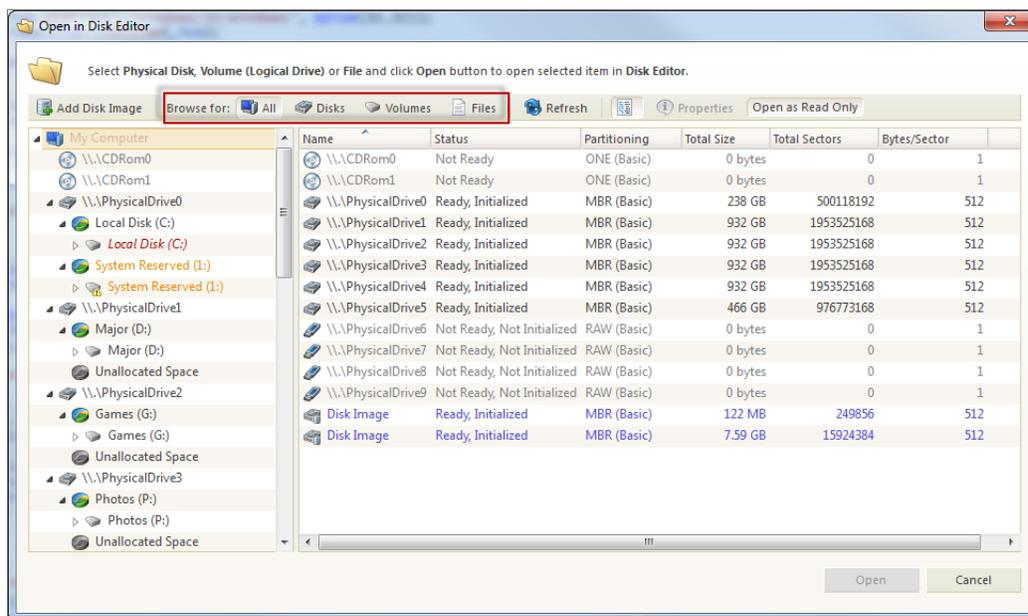 Open in Disk Editor
Select Physical Disk, Volume (Logical Drive) or File and click Open button to open selected item in Disk Editor.
Add Disk Image Browse for: All Disks Volumes Files Refresh Properties Open as Read Only
My Computer
\\.\CDRom0
\\.\CDRom1
\\.\PhysicalDrive0
Local Disk (C:)
Local Disk (C:)
System Reserved (1:)
System Reserved (1:)
\\.\PhysicalDrive1
Major (D:)
Major (D:)
Unallocated Space
\\.\PhysicalDrive2
Games (G:)
Games (G:)
Unallocated Space
\\.\PhysicalDrive3
Photos (P:)
Photos (P:)
Unallocated Space
Name Status Partitioning Total Size Total Sectors Bytes/Sector
\\.\CDRom0 Not Ready ONE (Basic) 0 bytes 0 1
\\.\CDRom1 Not Ready ONE (Basic) 0 bytes 0 1
\\.\PhysicalDrive0 Ready, Initialized MBR (Basic) 238 GB 500118192 512
\\.\PhysicalDrive1 Ready, Initialized MBR (Basic) 932 GB 1953525168 512
\\.\PhysicalDrive2 Ready, Initialized MBR (Basic) 932 GB 1953525168 512
\\.\PhysicalDrive3 Ready, Initialized MBR (Basic) 932 GB 1953525168 512
\\.\PhysicalDrive4 Ready, Initialized MBR (Basic) 932 GB 1953525168 512
\\.\PhysicalDrive5 Ready, Initialized MBR (Basic) 466 GB 976773168 512
\\.\PhysicalDrive6 Not Ready, Not Initialized RAW (Basic) 0 bytes 0 1
\\.\PhysicalDrive7 Not Ready, Not Initialized RAW (Basic) 0 bytes 0 1
\\.\PhysicalDrive8 Not Ready, Not Initialized RAW (Basic) 0 bytes 0 1
\\.\PhysicalDrive9 Not Ready, Not Initialized RAW (Basic) 0 bytes 0 1
Disk Image Ready, Initialized MBR (Basic) 122 MB 249856 512
Disk Image Ready, Initialized MBR (Basic) 7.59 GB 15924384 512
Open Cancel